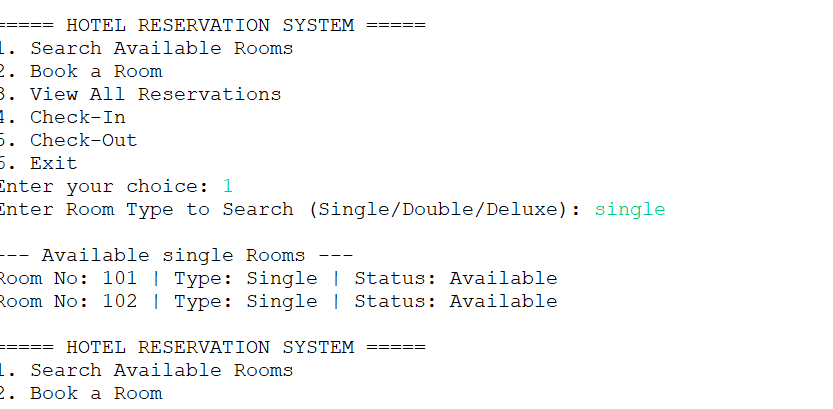 ===== HOTEL RESERVATION SYSTEM =====
1. Search Available Rooms
2. Book a Room
3. View All Reservations
4. Check-In
5. Check-Out
6. Exit
Enter your choice: 1
Enter Room Type to Search (Single/Double/Deluxe): single
--- Available single Rooms ---
Room No: 101 | Type: Single | Status: Available
Room No: 102 | Type: Single | Status: Available
===== HOTEL RESERVATION SYSTEM =====
1. Search Available Rooms
2. Book a Room